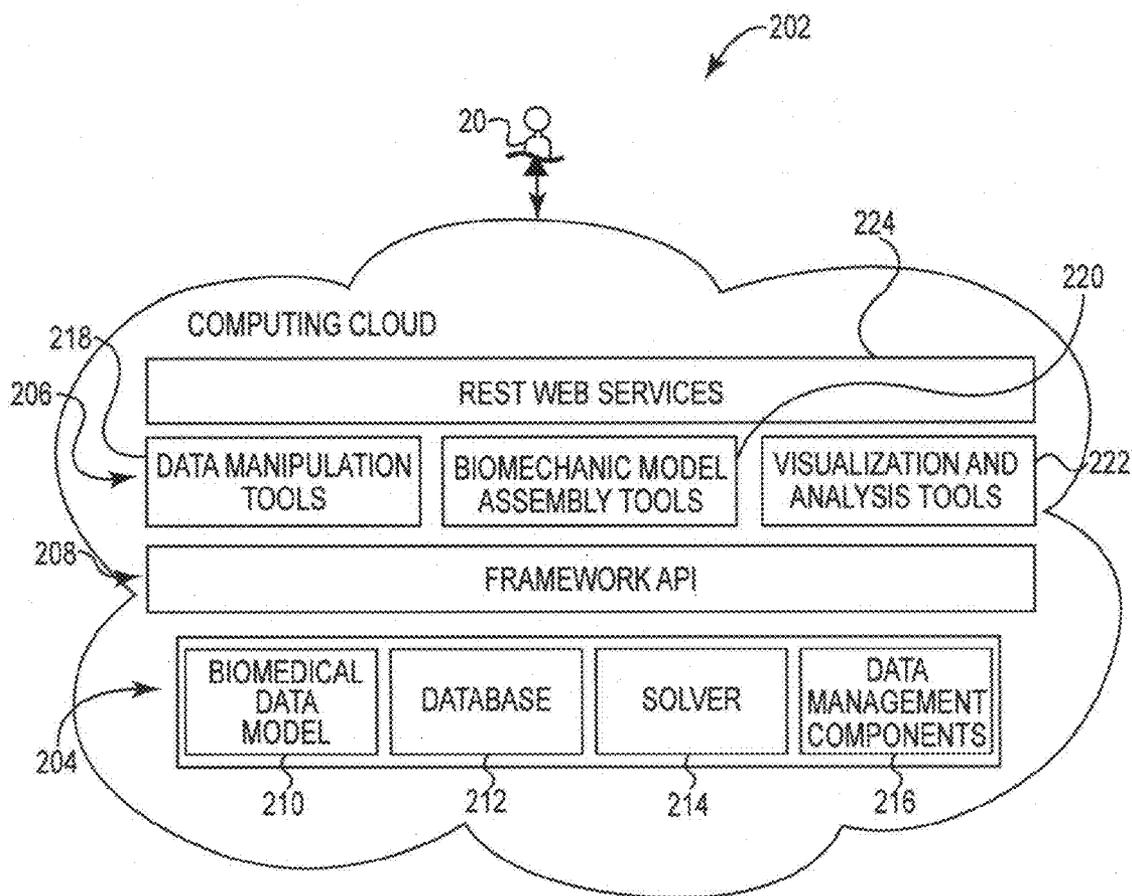 202
20
224
220
COMPUTING CLOUD
218
206
REST WEB SERVICES
DATA MANIPULATION
TOOLS
BIOMECHANIC MODEL
ASSEMBLY TOOLS
VISUALIZATION AND
ANALYSIS TOOLS
222
208
FRAMEWORK API
BIOMEDICAL
DATA
MODEL
DATABASE
SOLVER
DATA
MANAGEMENT
COMPONENTS
204
210
212
214
216